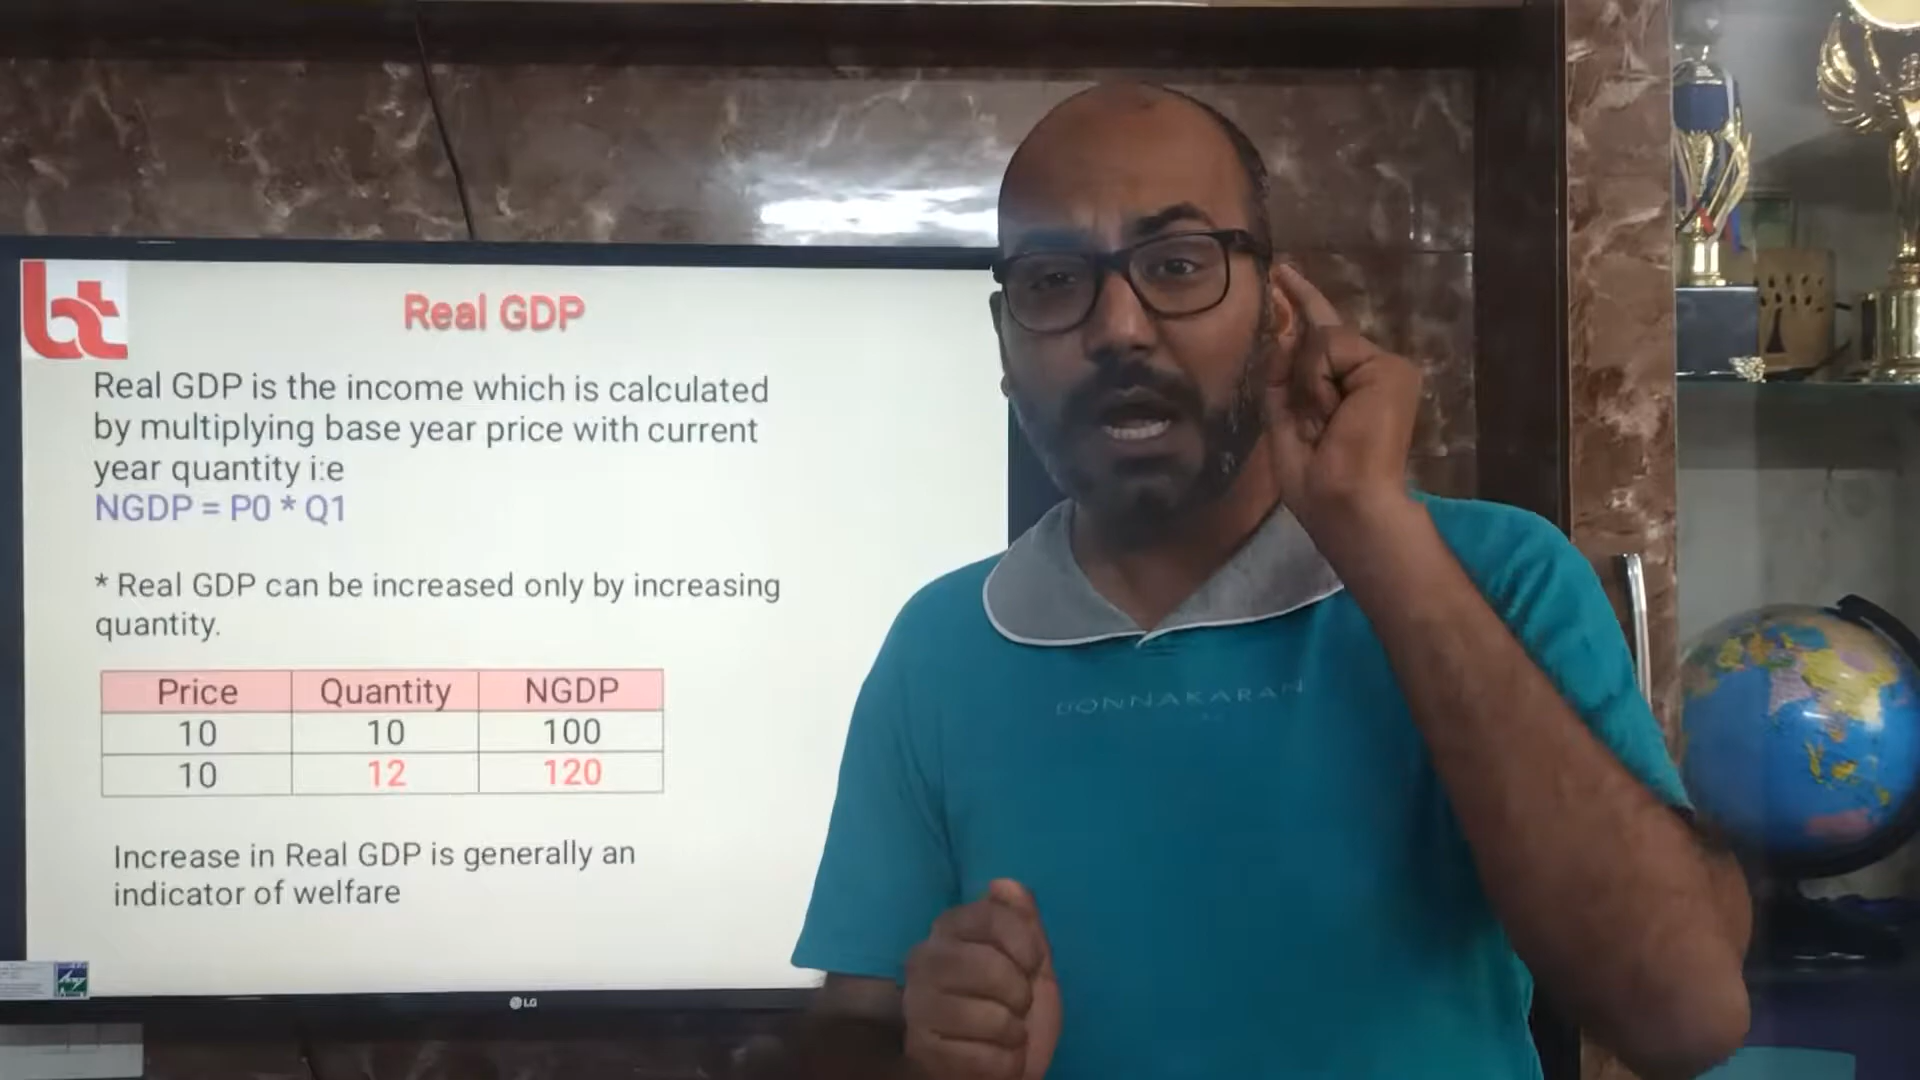 bt
Real GDP
Real GDP is the income which is calculated
by multiplying base year price with current
year quantity i:e
NGDP = P0 * Q1
* Real GDP can be increased only by increasing
quantity.
Price Quantity NGDP
10 10 100
10 12 120
Increase in Real GDP is generally an
indicator of welfare
LG
DONNAKARAN